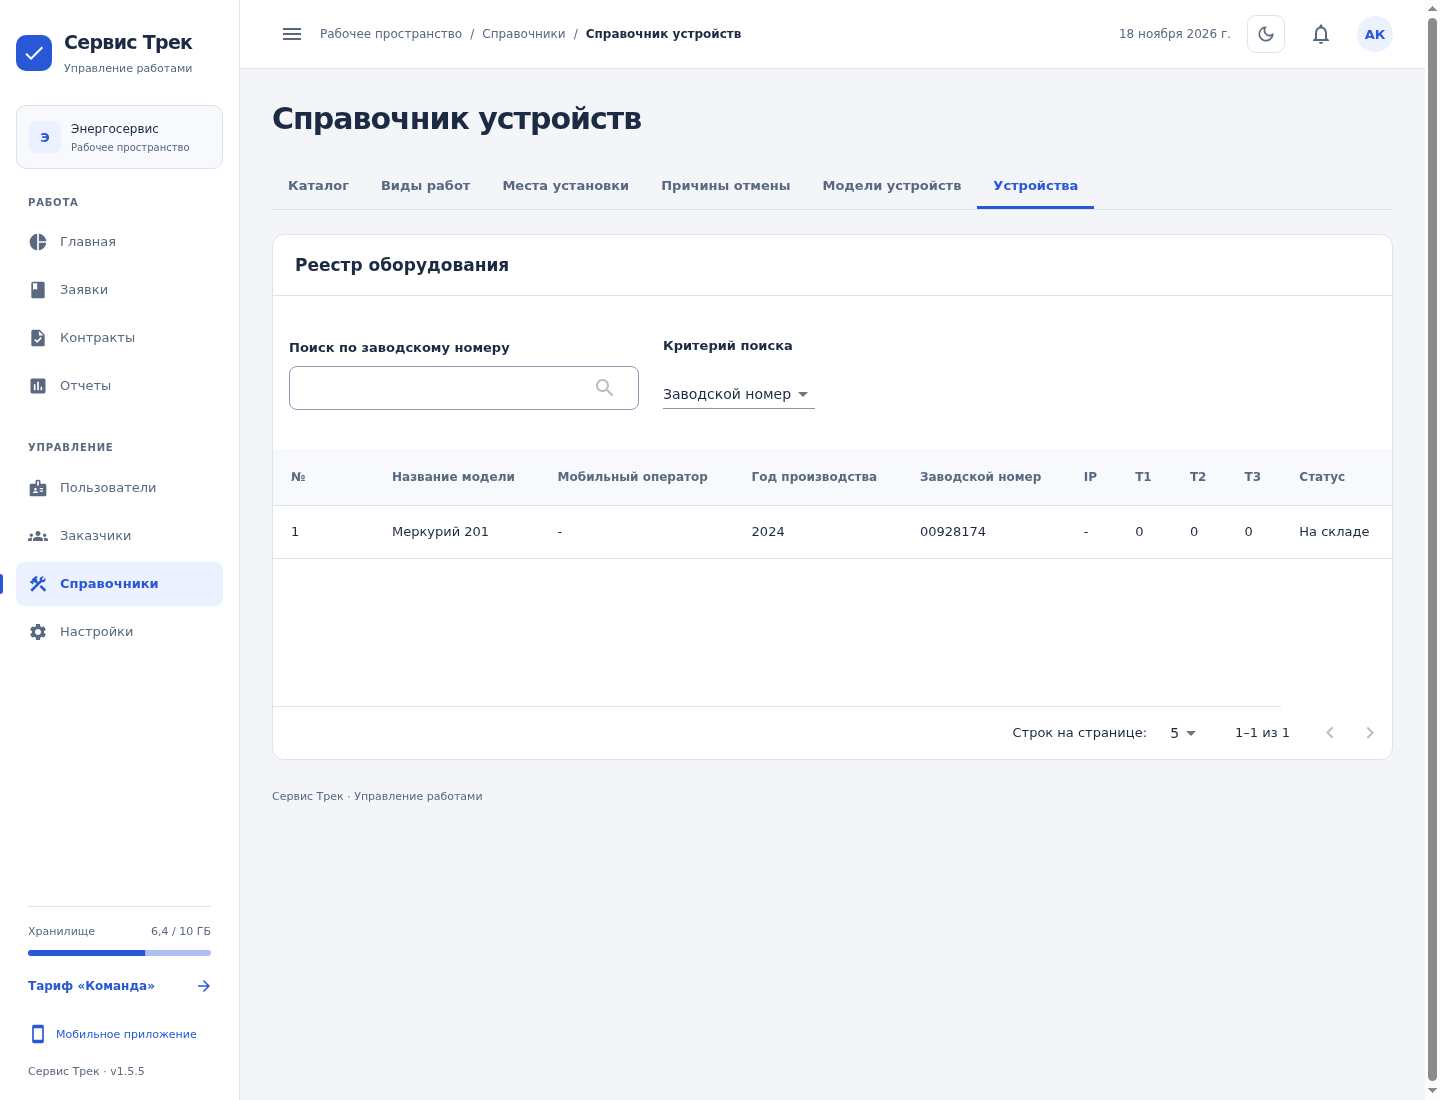 Сервис Трек
Управление работами
Э
Энергосервис
Рабочее пространство
РАБОТА
Главная
Заявки
Контракты
Отчеты
УПРАВЛЕНИЕ
Пользователи
Заказчики
Справочники
Настройки
Хранилище 6,4 / 10 ГБ
Тариф «Команда»
Мобильное приложение
Сервис Трек · v1.5.5
Рабочее пространство / Справочники / Справочник устройств
18 ноября 2026 г.
АК
Справочник устройств
Каталог Виды работ Места установки Причины отмены Модели устройств Устройства
Реестр оборудования
Поиск по заводскому номеру
Критерий поиска
Заводской номер
№ Название модели Мобильный оператор Год производства Заводской номер IP Т1 Т2 Т3 Статус
1 Меркурий 201 - 2024 00928174 - 0 0 0 На складе
Строк на странице: 5 1–1 из 1
Сервис Трек · Управление работами